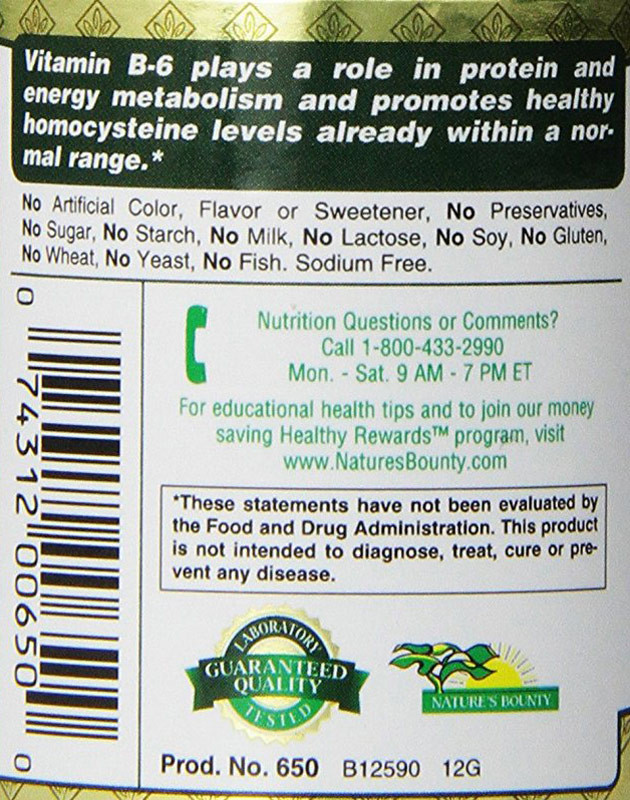 Vitamin B-6 plays a role in protein and
energy metabolism and promotes healthy
homocysteine levels already within a nor-
mal range.*
No Artificial Color, Flavor or Sweetener, No Preservatives,
No Sugar, No Starch, No Milk, No Lactose, No Soy, No Gluten,
No Wheat, No Yeast, No Fish. Sodium Free.
0 74312 00650 0
Nutrition Questions or Comments?
Call 1-800-433-2990
Mon. - Sat. 9 AM - 7 PM ET
For educational health tips and to join our money
saving Healthy Rewards™ program, visit
www.NaturesBounty.com
*These statements have not been evaluated by
the Food and Drug Administration. This product
is not intended to diagnose, treat, cure or pre-
vent any disease.
LABORATORY
GUARANTEED
QUALITY
TESTED
NATURE'S BOUNTY
Prod. No. 650 B12590 12G